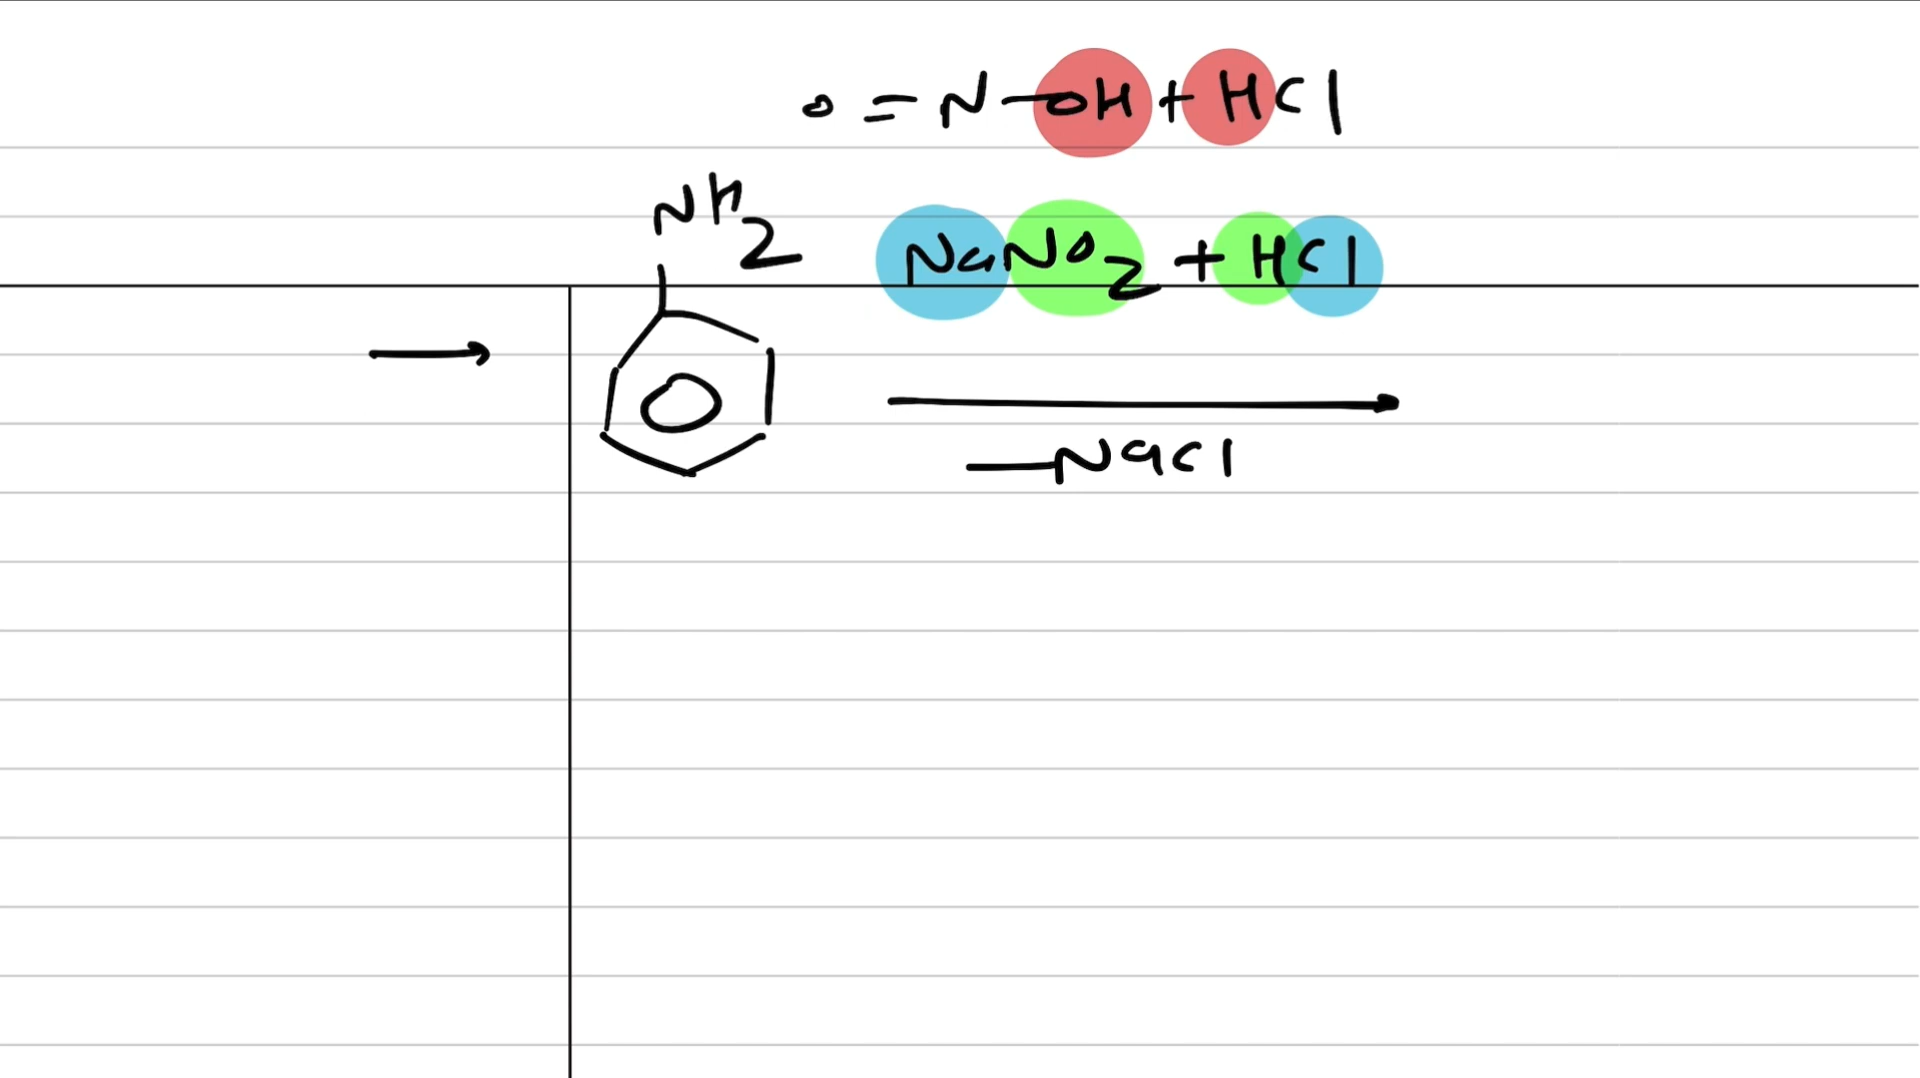 o = N-OH + HCl
NH2
NaNO2 + HCl
-NaCl